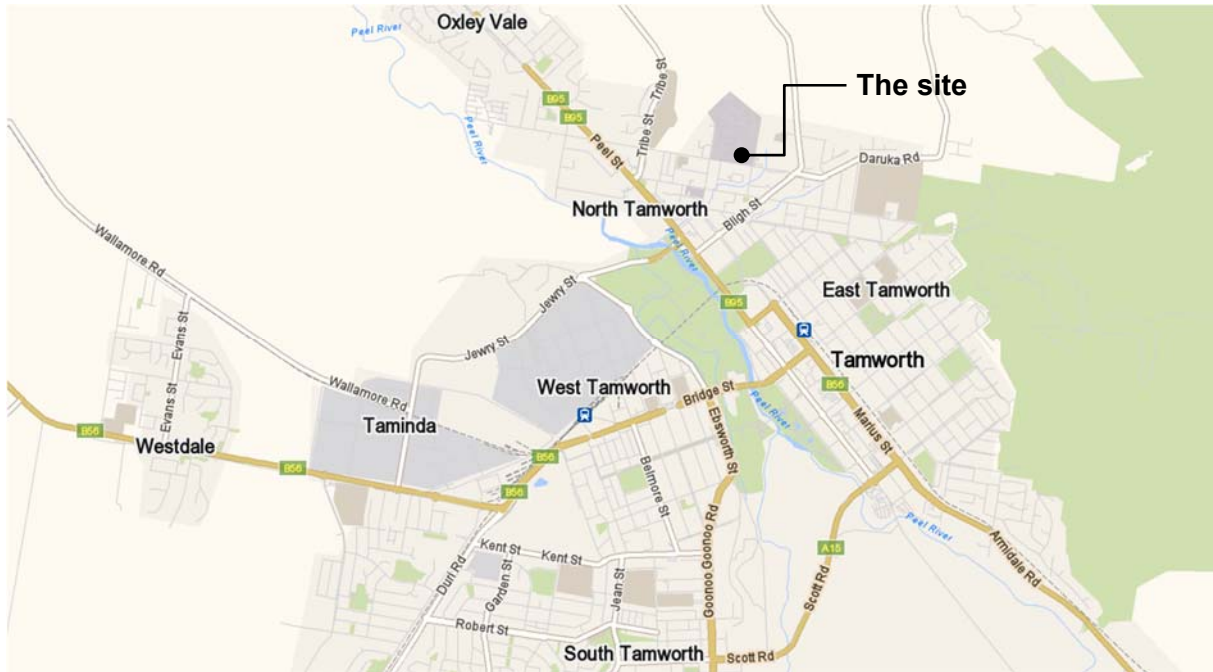 Oxley Vale
Peel River
Tribe St
The site
B95
B95
Peel River
Tribe St
Peel St
Daruka Rd
North Tamworth
Bligh St
Wallamore Rd
Peel River
Jewry St
East Tamworth
B95
Evans St
Jewry St
Tamworth
Evans St
Wallamore Rd
West Tamworth
Bridge St
B56
Peel River
Taminda
Ebsworth St
Marius St
B56
Westdale
B56
B56
B56
Belmore St
Peel River
Goonoo Goonoo Rd
Armidale Rd
A15
Kent St
Kent St
Duri Rd
Garden St
Jean St
Scott Rd
Robert St
South Tamworth
Scott Rd